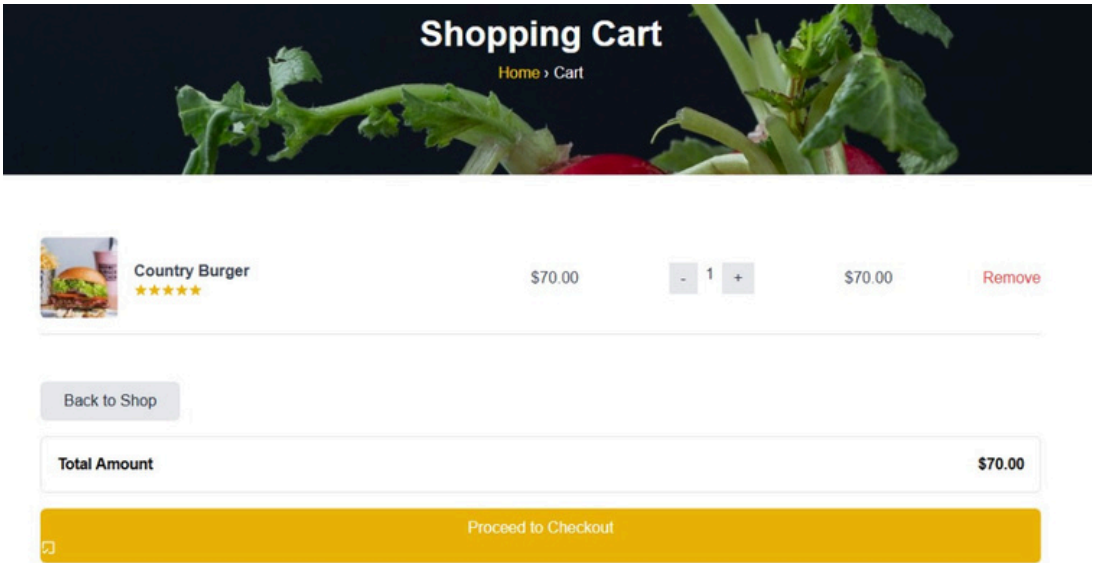 Shopping Cart
Home › Cart
Country Burger
$70.00 - 1 + $70.00 Remove
Back to Shop
Total Amount $70.00
Proceed to Checkout